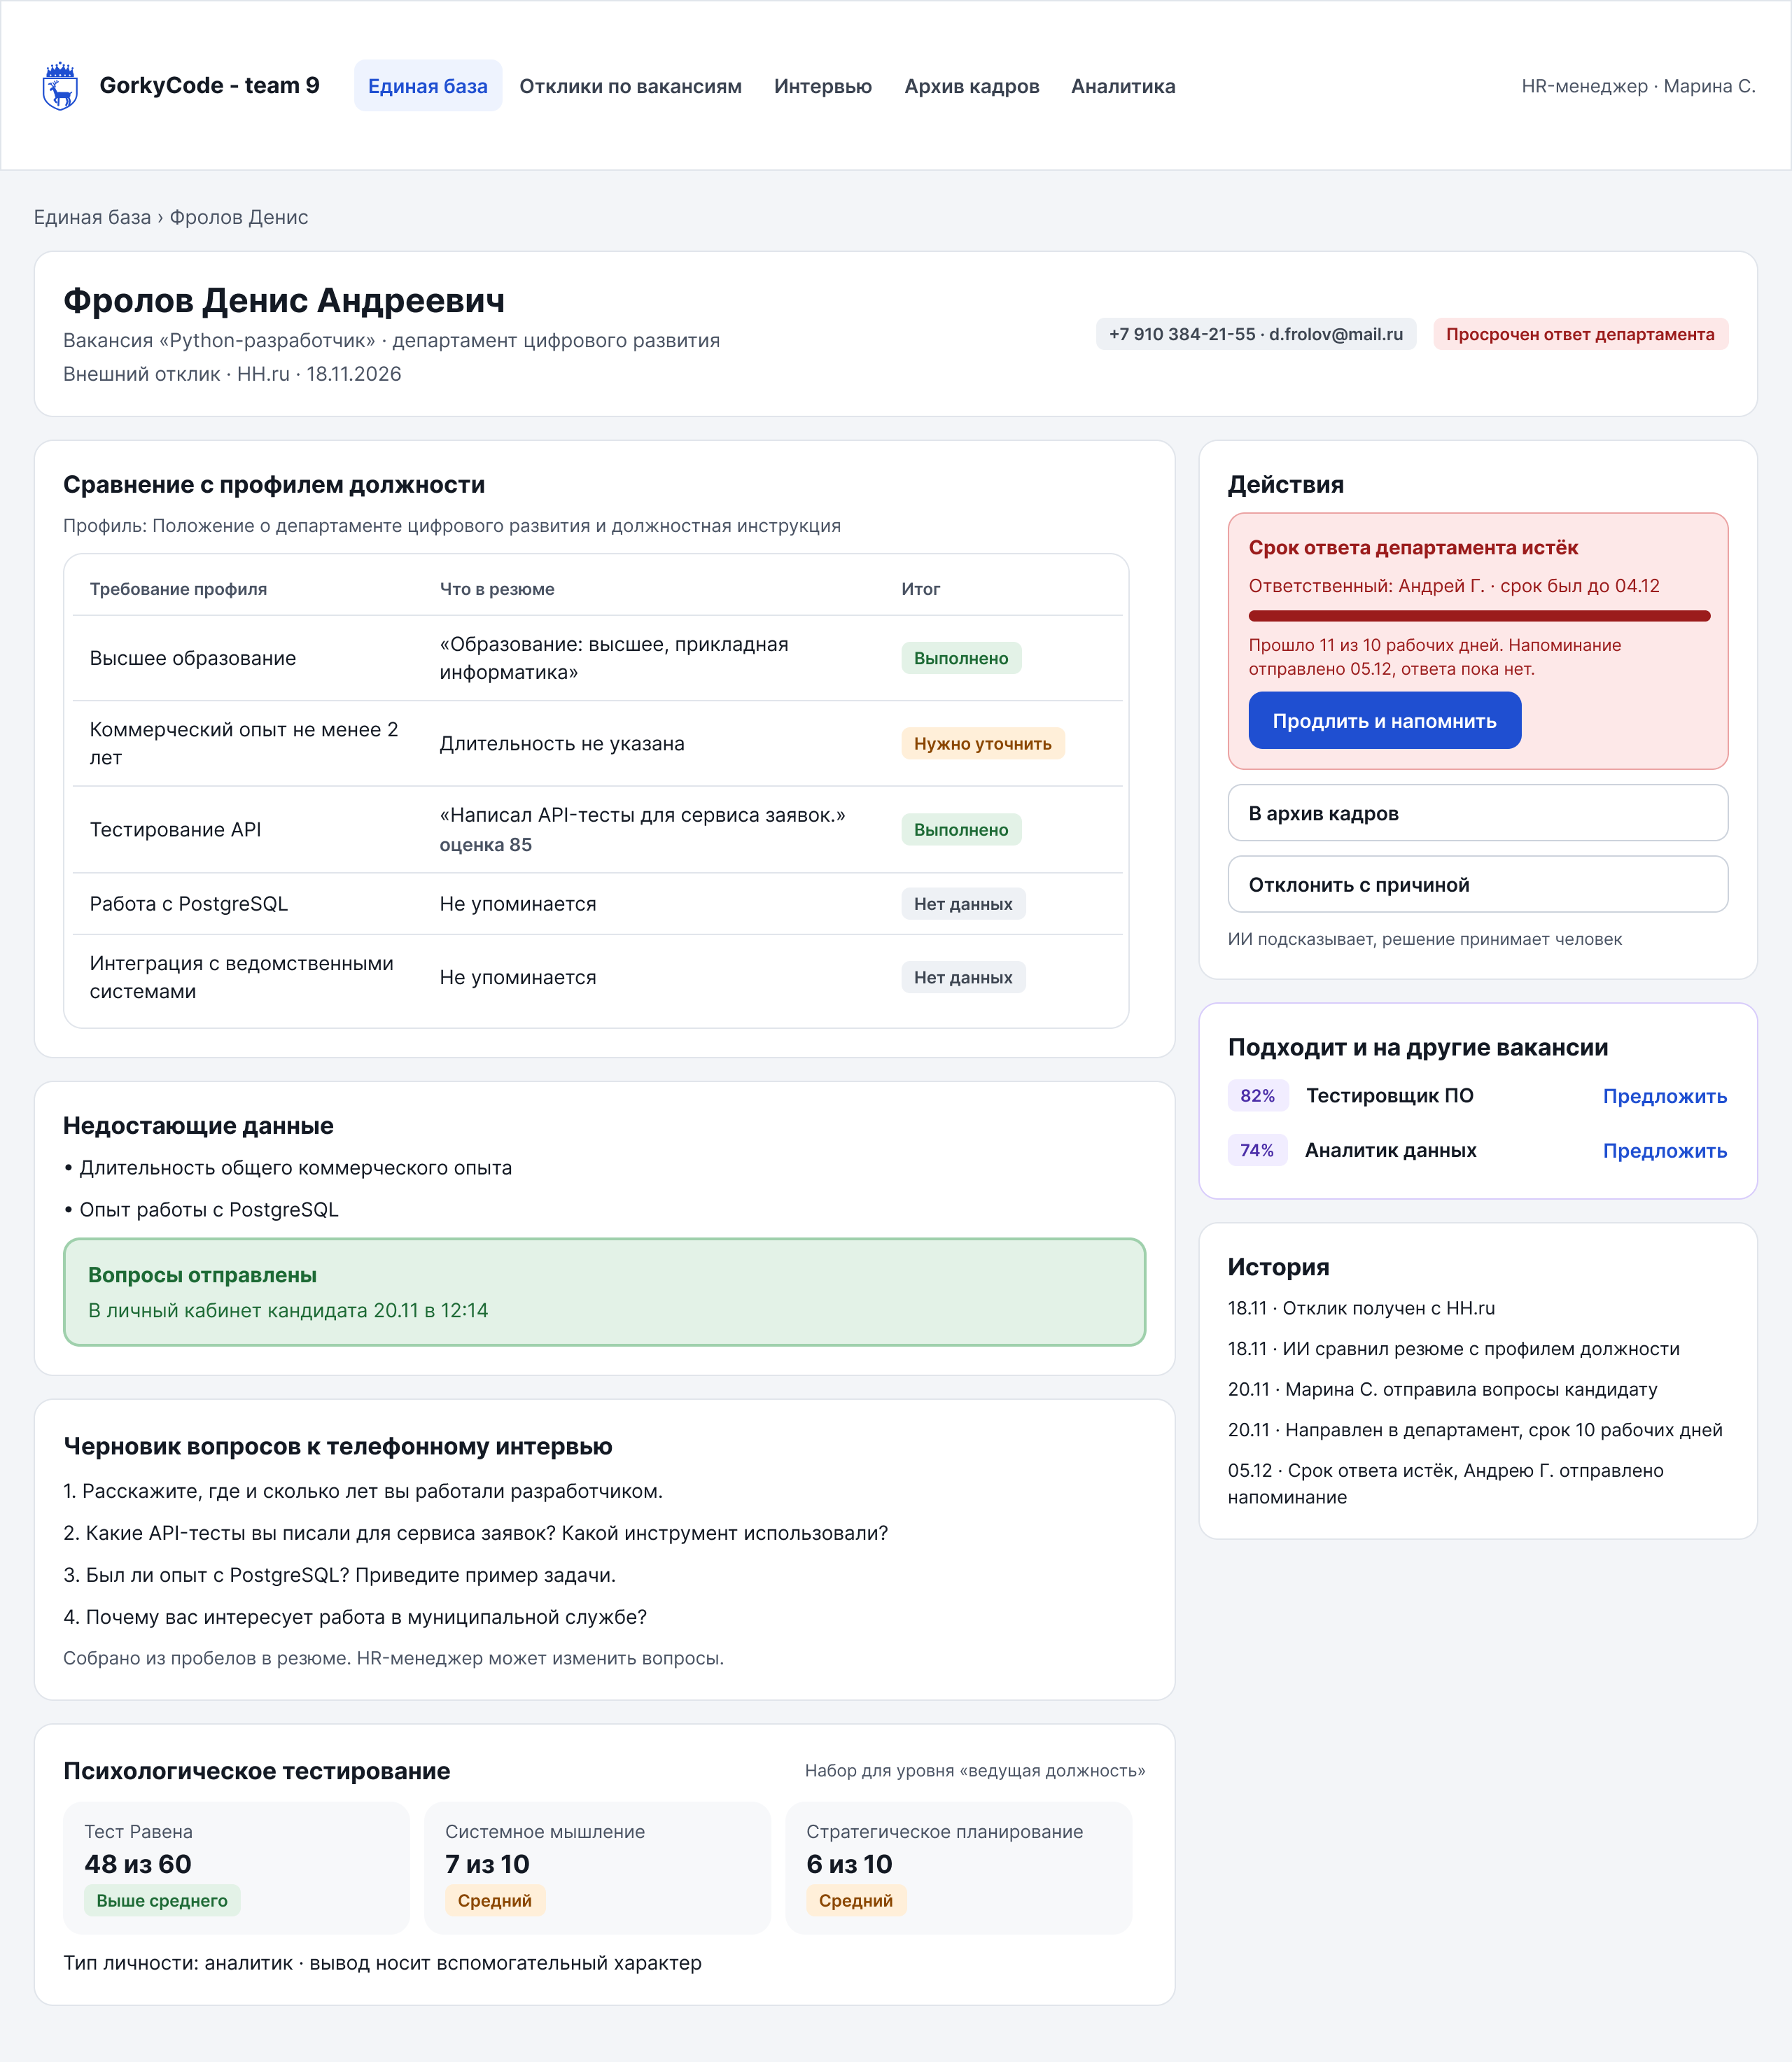 GorkyCode - team 9
Единая база
Отклики по вакансиям
Интервью
Архив кадров
Аналитика
HR-менеджер · Марина С.
Единая база › Фролов Денис
Фролов Денис Андреевич
Вакансия «Python-разработчик» · департамент цифрового развития
Внешний отклик · HH.ru · 18.11.2026
+7 910 384-21-55 · d.frolov@mail.ru
Просрочен ответ департамента
Сравнение с профилем должности
Профиль: Положение о департаменте цифрового развития и должностная инструкция
Требование профиля
Что в резюме
Итог
Высшее образование
«Образование: высшее, прикладная
информатика»
Выполнено
Коммерческий опыт не менее 2
лет
Длительность не указана
Нужно уточнить
Тестирование API
«Написал API-тесты для сервиса заявок.»
оценка 85
Выполнено
Работа с PostgreSQL
Не упоминается
Нет данных
Интеграция с ведомственными
системами
Не упоминается
Нет данных
Недостающие данные
• Длительность общего коммерческого опыта
• Опыт работы с PostgreSQL
Вопросы отправлены
В личный кабинет кандидата 20.11 в 12:14
Черновик вопросов к телефонному интервью
1. Расскажите, где и сколько лет вы работали разработчиком.
2. Какие API-тесты вы писали для сервиса заявок? Какой инструмент использовали?
3. Был ли опыт с PostgreSQL? Приведите пример задачи.
4. Почему вас интересует работа в муниципальной службе?
Собрано из пробелов в резюме. HR-менеджер может изменить вопросы.
Психологическое тестирование
Набор для уровня «ведущая должность»
Тест Равена
48 из 60
Выше среднего
Системное мышление
7 из 10
Средний
Стратегическое планирование
6 из 10
Средний
Тип личности: аналитик · вывод носит вспомогательный характер
Действия
Срок ответа департамента истёк
Ответственный: Андрей Г. · срок был до 04.12
Прошло 11 из 10 рабочих дней. Напоминание
отправлено 05.12, ответа пока нет.
Продлить и напомнить
В архив кадров
Отклонить с причиной
ИИ подсказывает, решение принимает человек
Подходит и на другие вакансии
82%
Тестировщик ПО
Предложить
74%
Аналитик данных
Предложить
История
18.11 · Отклик получен с HH.ru
18.11 · ИИ сравнил резюме с профилем должности
20.11 · Марина С. отправила вопросы кандидату
20.11 · Направлен в департамент, срок 10 рабочих дней
05.12 · Срок ответа истёк, Андрею Г. отправлено
напоминание